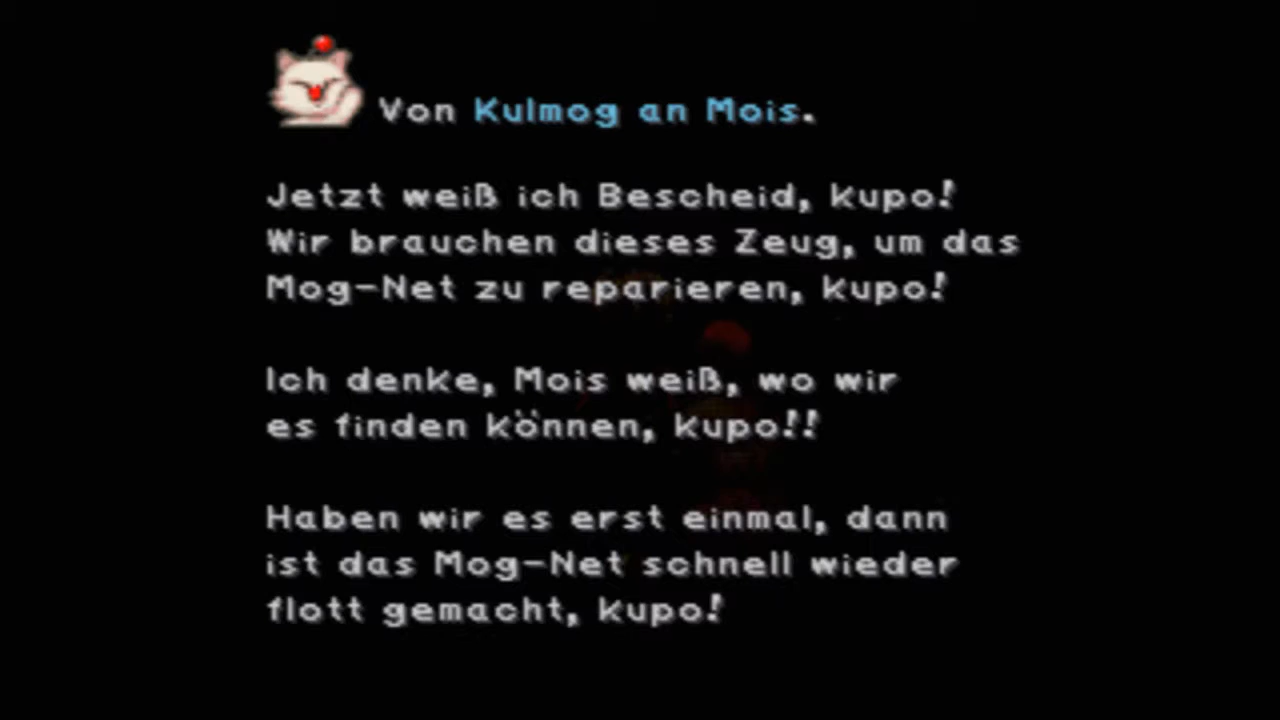 Von Kulmog an Mois.
Jetzt weiß ich Bescheid, kupo!
Wir brauchen dieses Zeug, um das
Mog-Net zu reparieren, kupo!
Ich denke, Mois weiß, wo wir
es finden können, kupo!!
Haben wir es erst einmal, dann
ist das Mog-Net schnell wieder
flott gemacht, kupo!